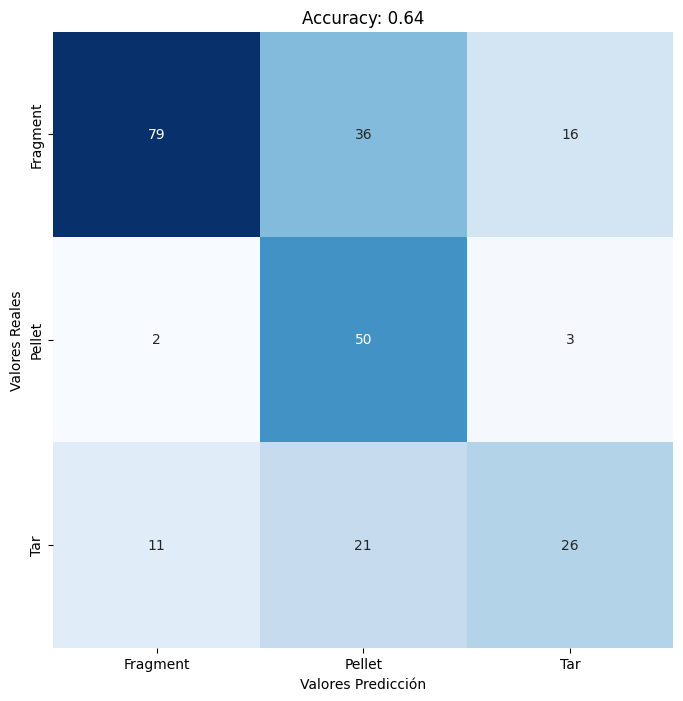 Accuracy: 0.64
Valores Reales
Fragment
79 36 16
Pellet
2 50 3
Tar
11 21 26
Fragment Pellet Tar
Valores Predicción